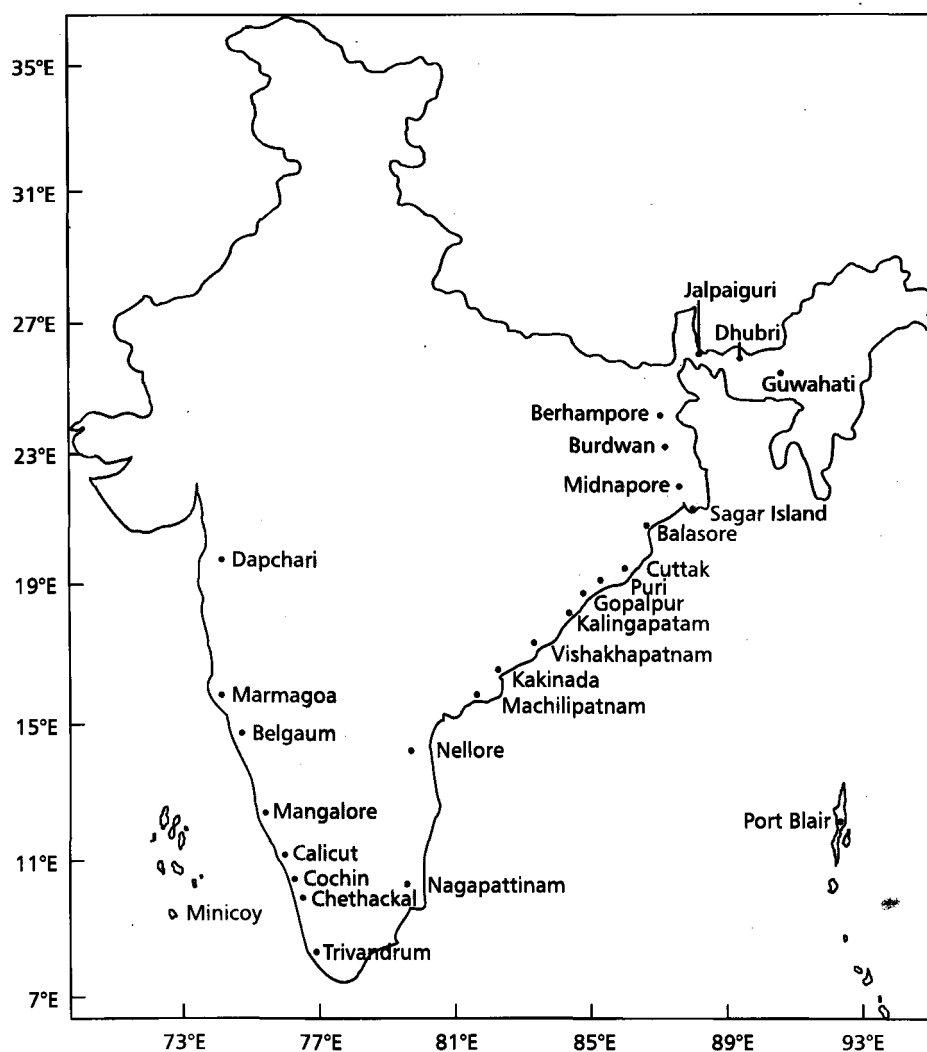 35°E
31°E
27°E
23°E
19°E
15°E
11°E
7°E
73°E
77°E
81°E
85°E
89°E
93°E
Jalpaiguri
Dhubri
Guwahati
Berhampore
Burdwan
Midnapore
Sagar Island
Balasore
Cuttak
Puri
Gopalpur
Kalingapatam
Vishakhapatnam
Kakinada
Machilipatnam
Nellore
Nagapattinam
Dapchari
Marmagoa
Belgaum
Mangalore
Calicut
Cochin
Chethackal
Trivandrum
Minicoy
Port Blair